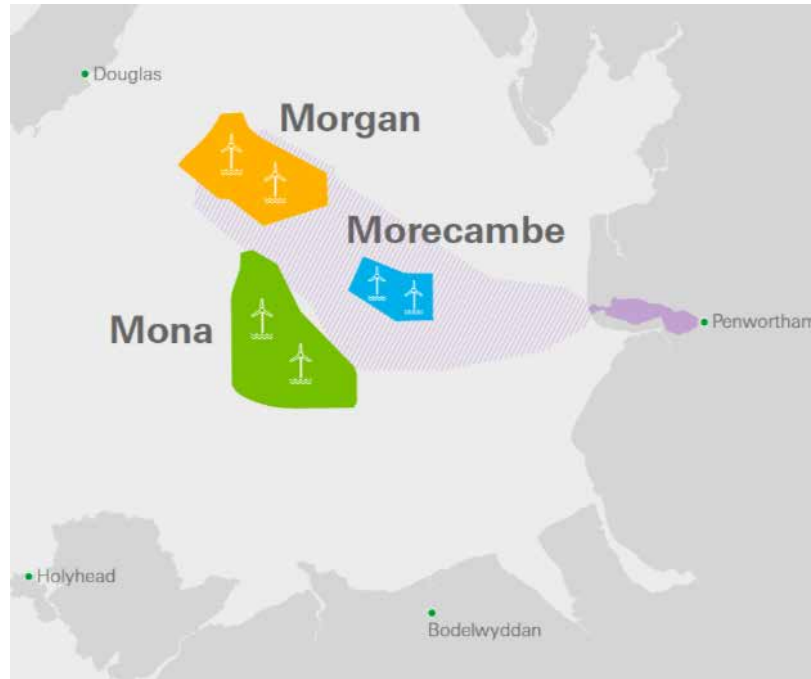 Douglas
Morgan
Morecambe
Mona
Penwortham
Holyhead
Bodelwyddan